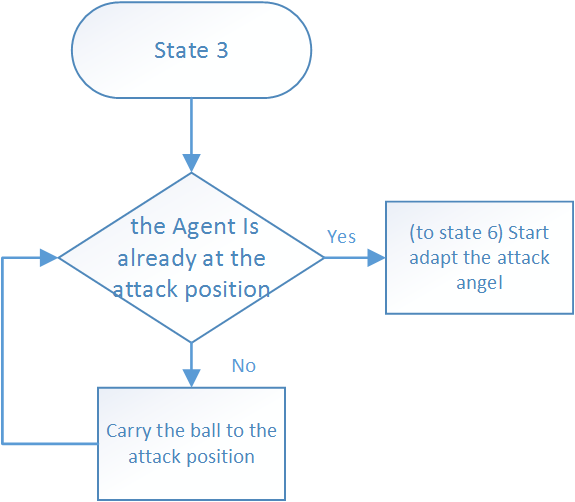 State 3
the Agent Is
already at the
attack position
Yes
(to state 6) Start
adapt the attack
angel
No
Carry the ball to the
attack position